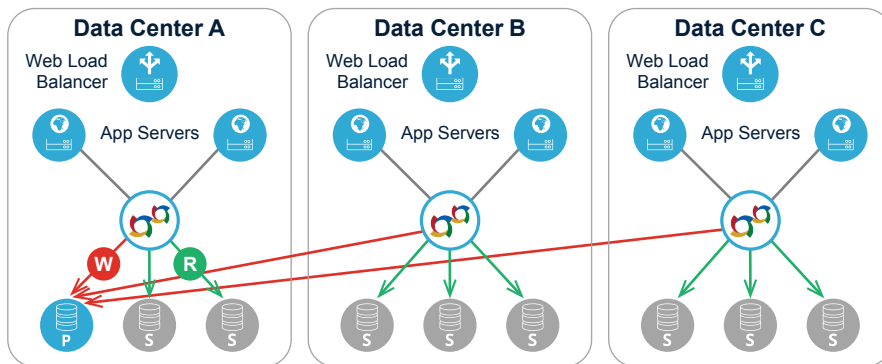 Data Center A
Web Load
Balancer
App Servers
W
R
P
S
S
Data Center B
Web Load
Balancer
App Servers
S
S
S
Data Center C
Web Load
Balancer
App Servers
S
S
S